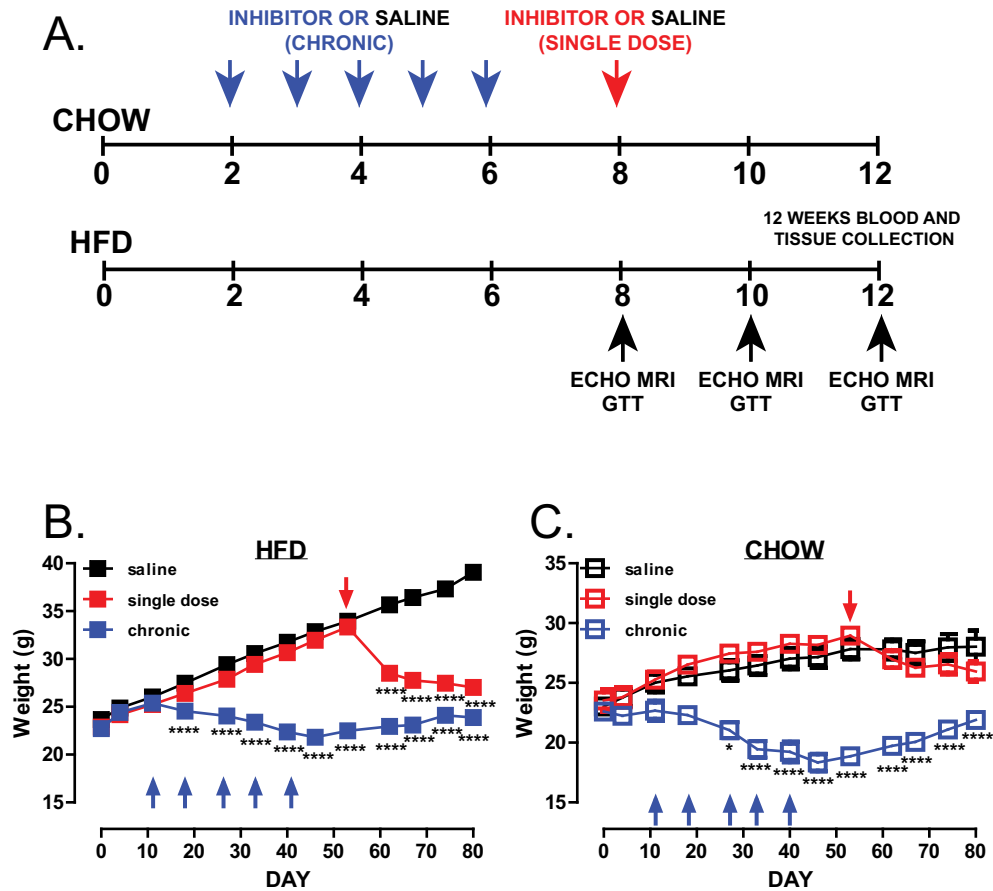 A.
INHIBITOR OR SALINE
(CHRONIC)
INHIBITOR OR SALINE
(SINGLE DOSE)
CHOW
0 2 4 6 8 10 12
12 WEEKS BLOOD AND
TISSUE COLLECTION
HFD
0 2 4 6 8 10 12
ECHO MRI
GTT
ECHO MRI
GTT
ECHO MRI
GTT
B.
HFD
saline
single dose
chronic
Weight (g)
40
35
30
25
20
15
**** **** **** **** **** **** **** **** **** ****
**** **** **** ****
0 10 20 30 40 50 60 70 80
DAY
C.
CHOW
saline
single dose
chronic
Weight (g)
35
30
25
20
15
* **** **** **** **** **** **** **** ****
0 10 20 30 40 50 60 70 80
DAY